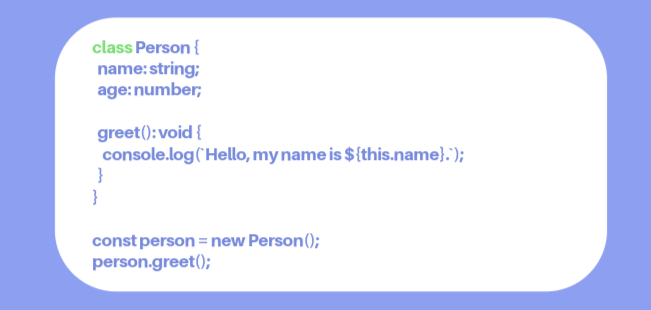 class Person {
name: string;
age: number;
greet(): void {
console.log(`Hello, my name is ${this.name}.`);
}
}
const person = new Person();
person.greet();